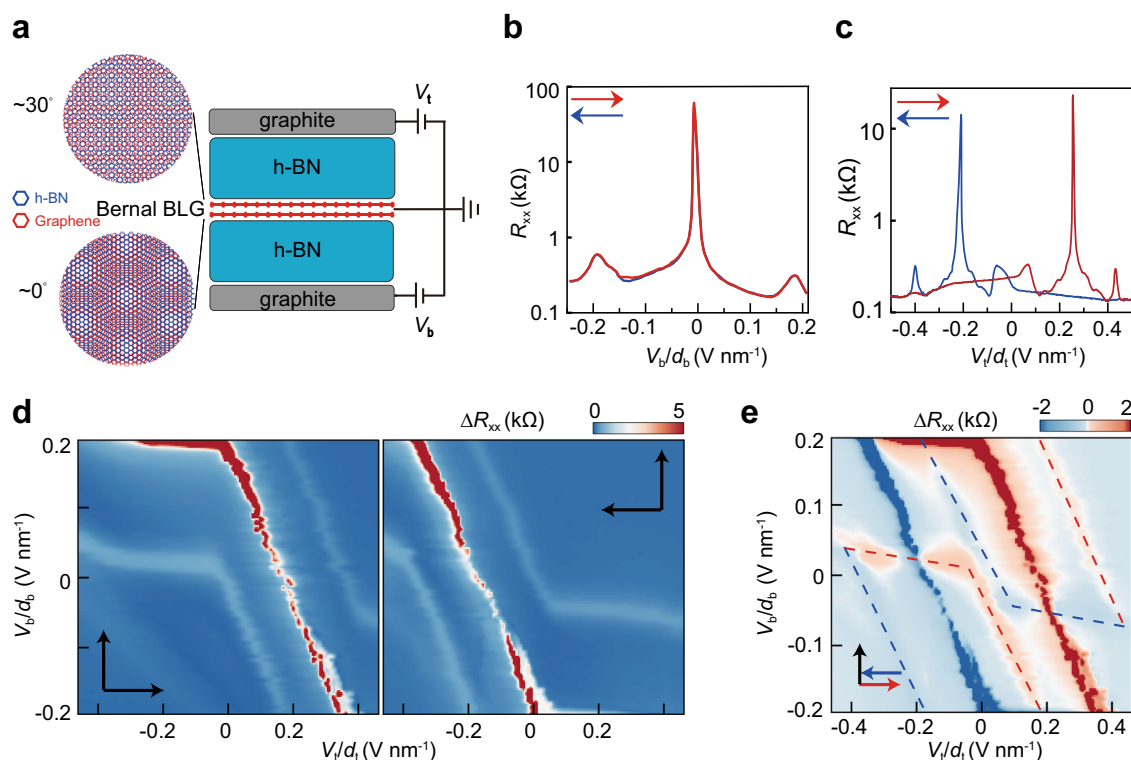 a
~30°
h-BN
Graphene
~0°
Bernal BLG
graphite
h-BN
h-BN
graphite
Vt
Vb
b
Rxx (kΩ)
100
10
1
0.1
-0.2
-0.1
0
0.1
0.2
Vb/db (V nm-1)
c
Rxx (kΩ)
10
1
0.1
-0.4
-0.2
0
0.2
0.4
Vt/dt (V nm-1)
d
ΔRxx (kΩ)
0
5
Vb/db (V nm-1)
0.2
0
-0.2
-0.2
0
0.2
-0.2
0
0.2
Vt/dt (V nm-1)
e
ΔRxx (kΩ)
-2
0
2
Vb/db (V nm-1)
0.2
0.1
0
-0.1
-0.2
-0.4
-0.2
0
0.2
0.4
Vt/dt (V nm-1)